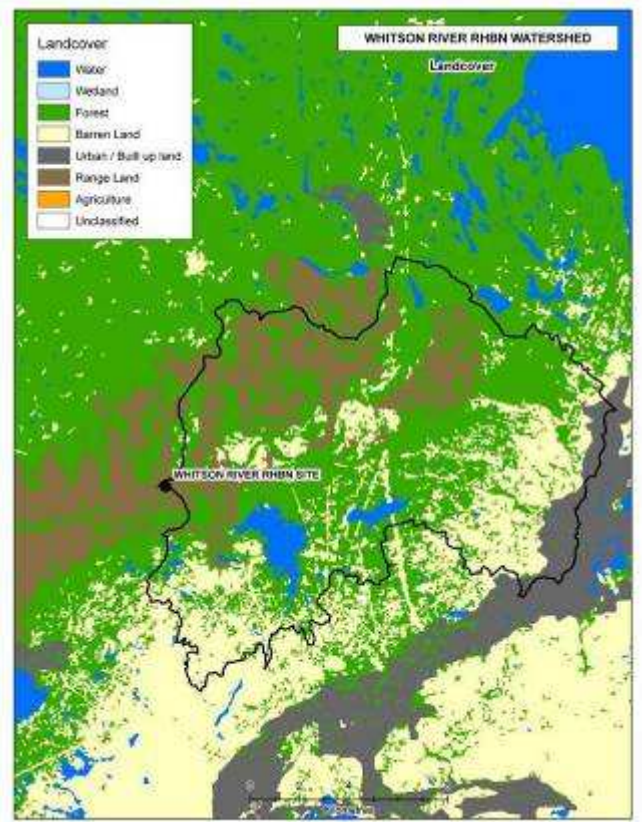 WHITSON RIVER RHBN WATERSHED
Landcover
Landcover
Water
Wetland
Forest
Barren Land
Urban / Built up land
Range Land
Agriculture
Unclassified
WHITSON RIVER RHBN SITE